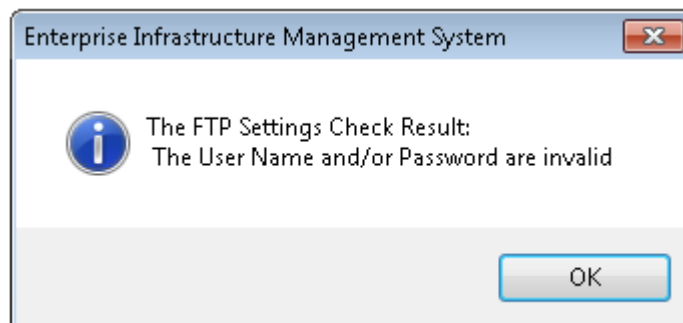 Enterprise Infrastructure Management System
The FTP Settings Check Result:
The User Name and/or Password are invalid
OK